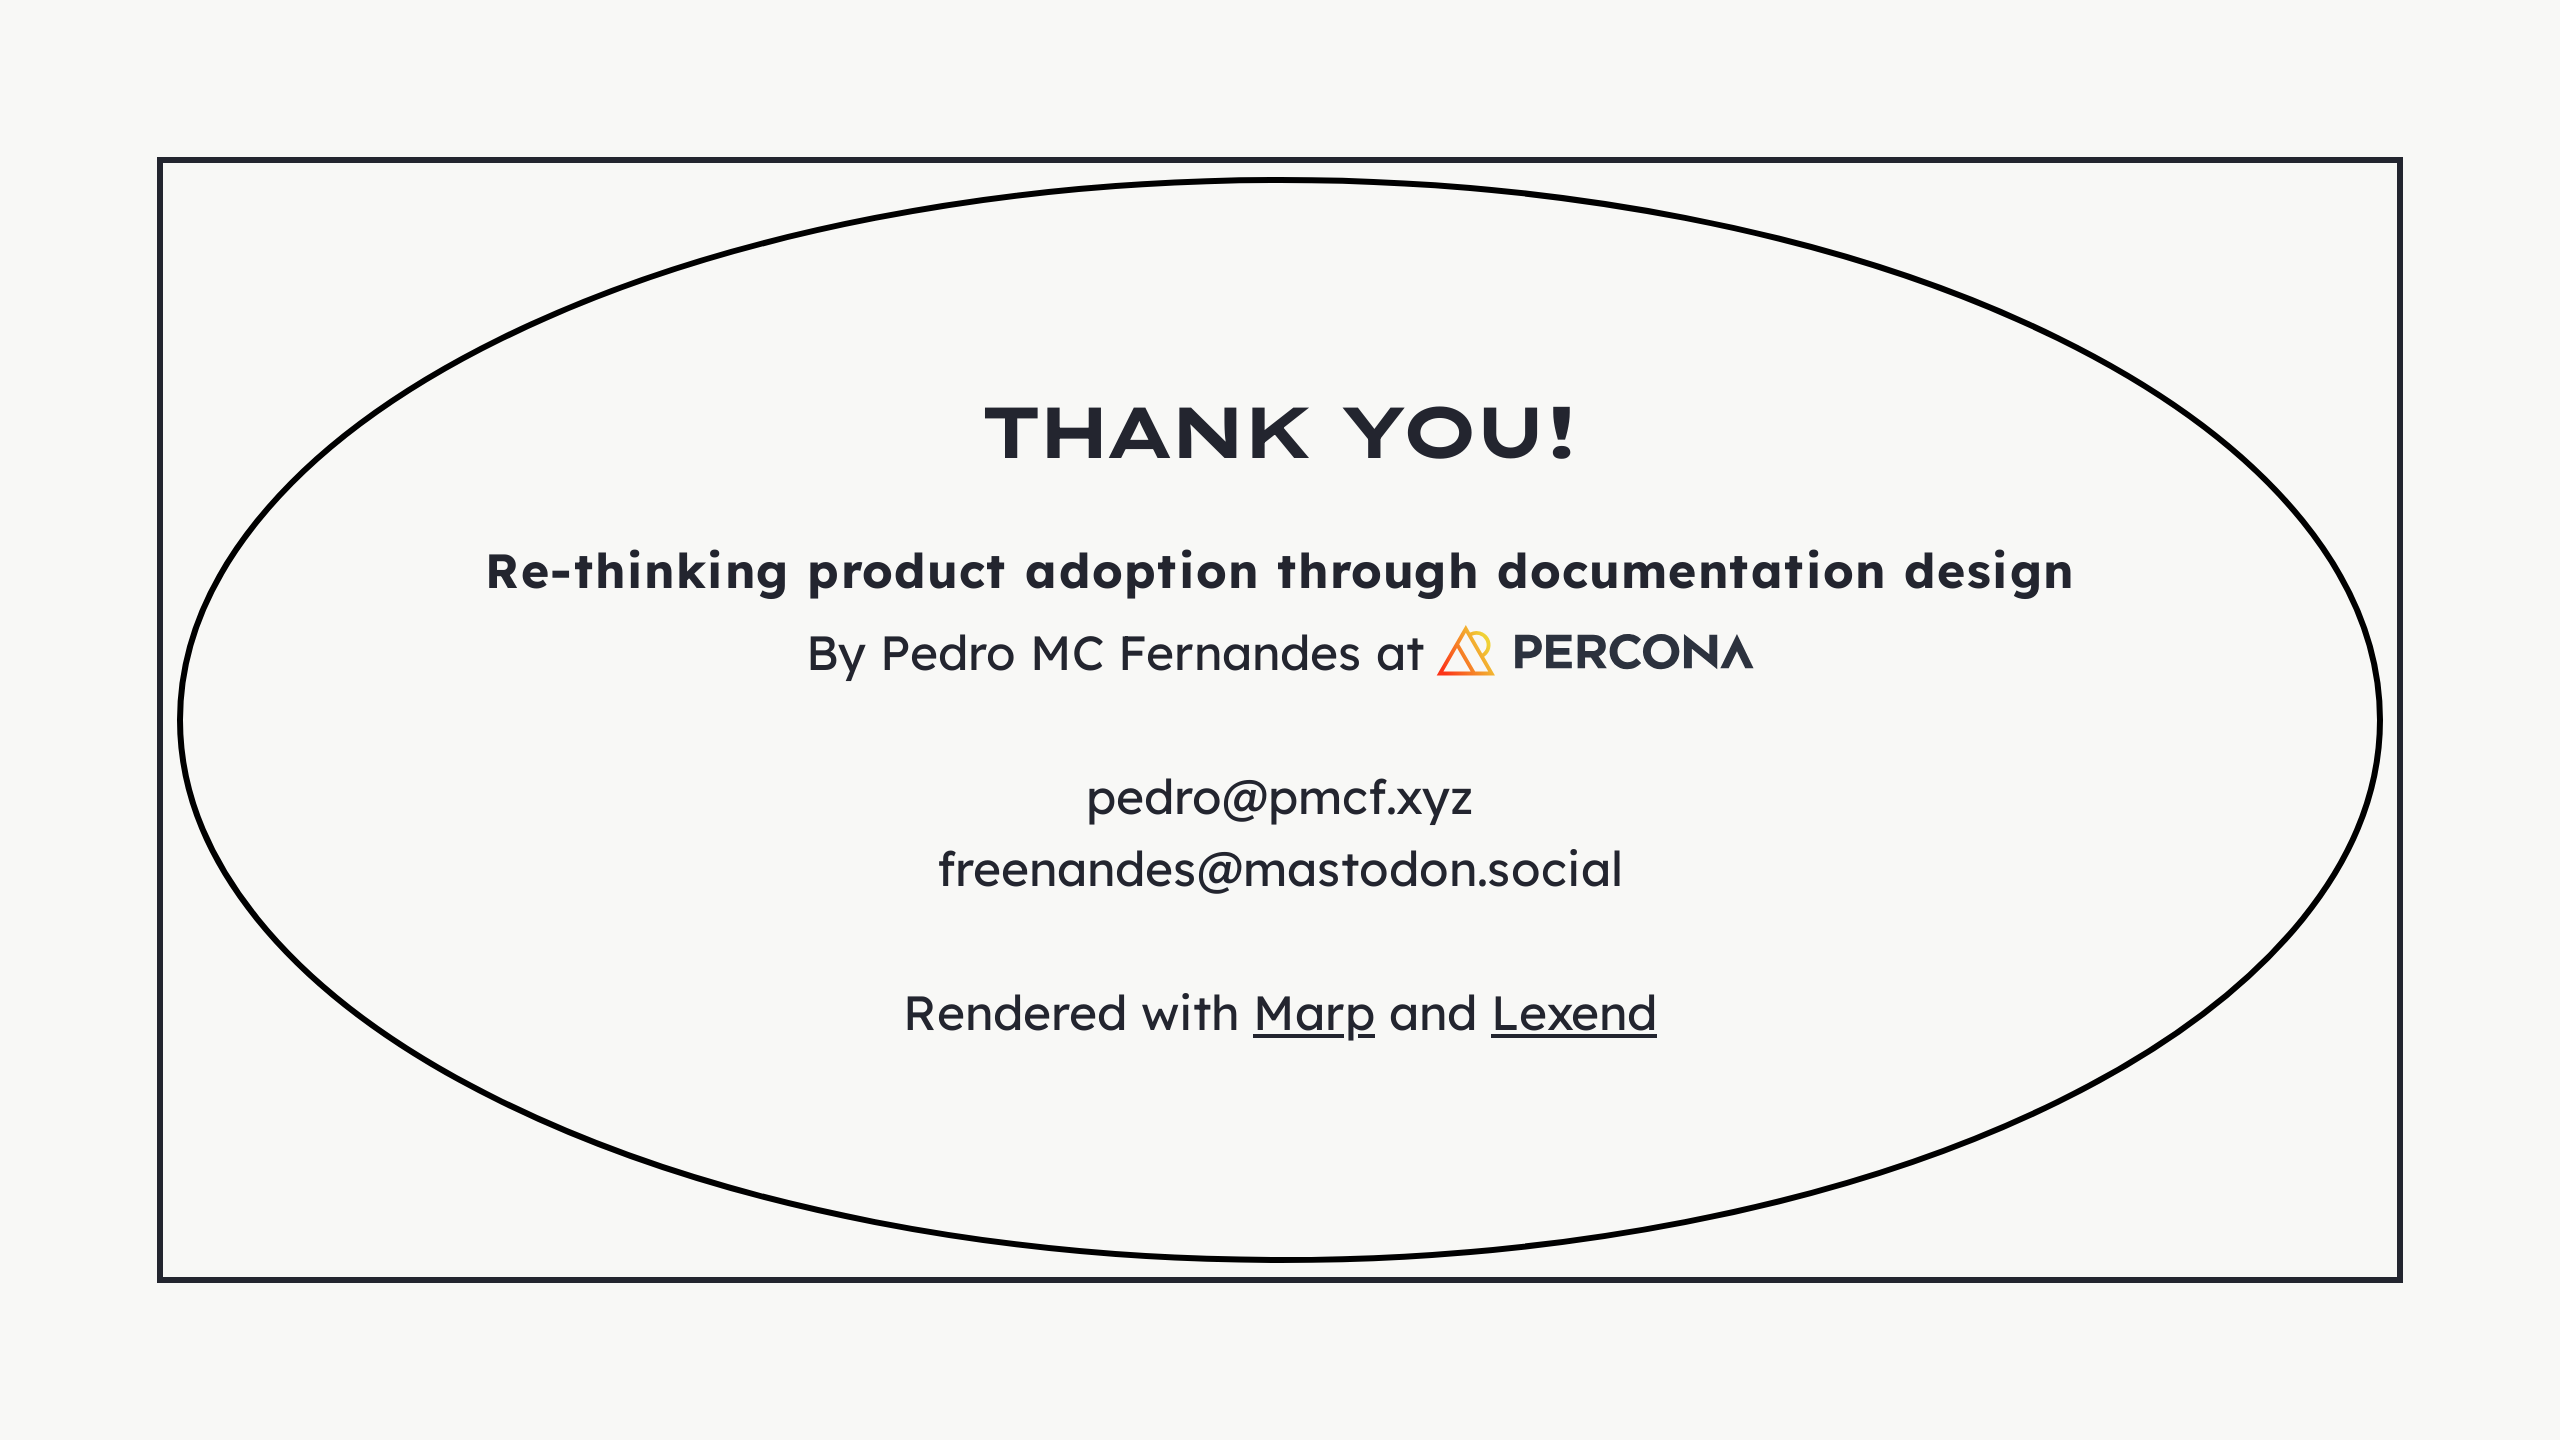 THANK YOU!
Re-thinking product adoption through documentation design
By Pedro MC Fernandes at PERCONA
pedro@pmcf.xyz
freenandes@mastodon.social
Rendered with Marp and Lexend